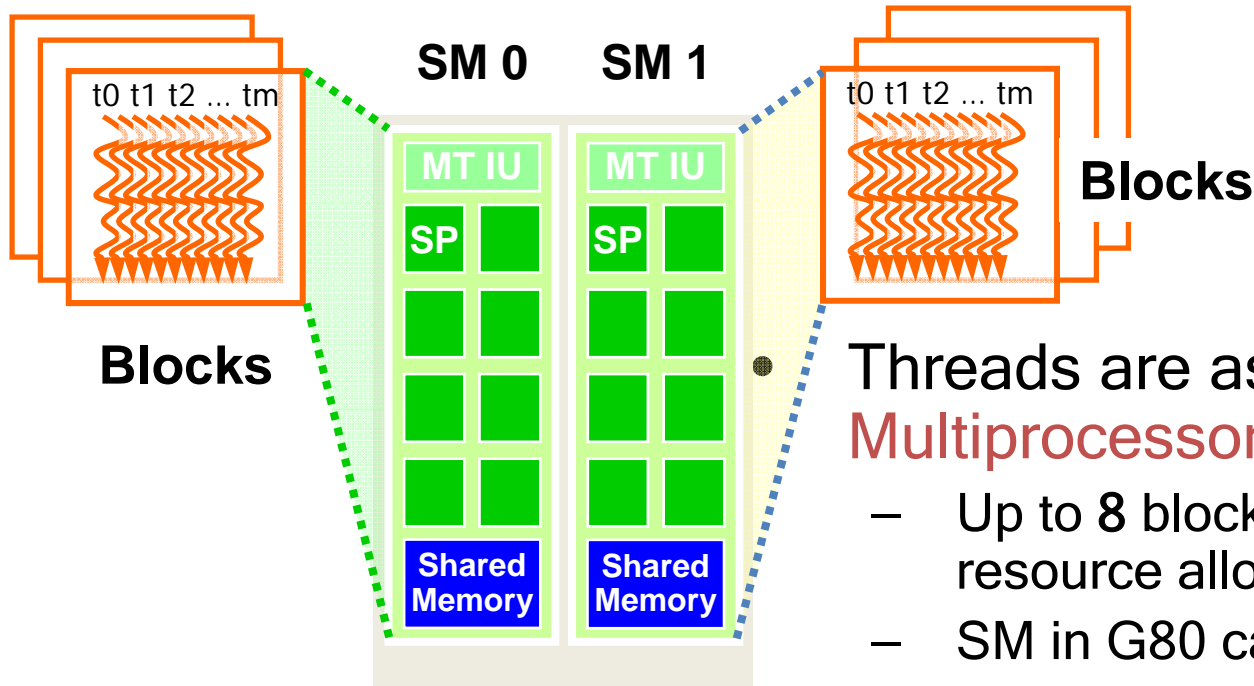 SM 0 SM 1
t0 t1 t2 ... tm
t0 t1 t2 ... tm
MT IU
MT IU
Blocks
SP
SP
Blocks
Threads are as
Multiprocessor
– Up to 8 block
resource allo
– SM in G80 ca
Shared
Memory
Shared
Memory